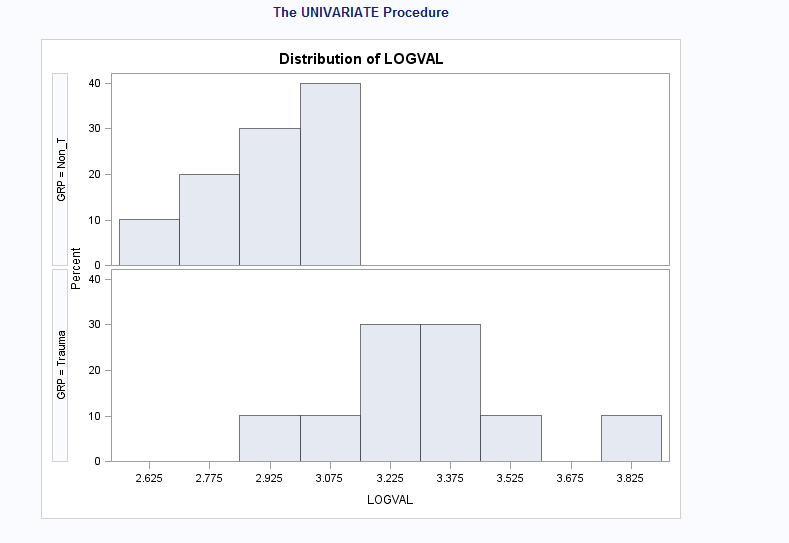 The UNIVARIATE Procedure
Distribution of LOGVAL
GRP = Non_T
40
30
20
10
0
Percent
GRP = Trauma
40
30
20
10
0
2.625 2.775 2.925 3.075 3.225 3.375 3.525 3.675 3.825
LOGVAL